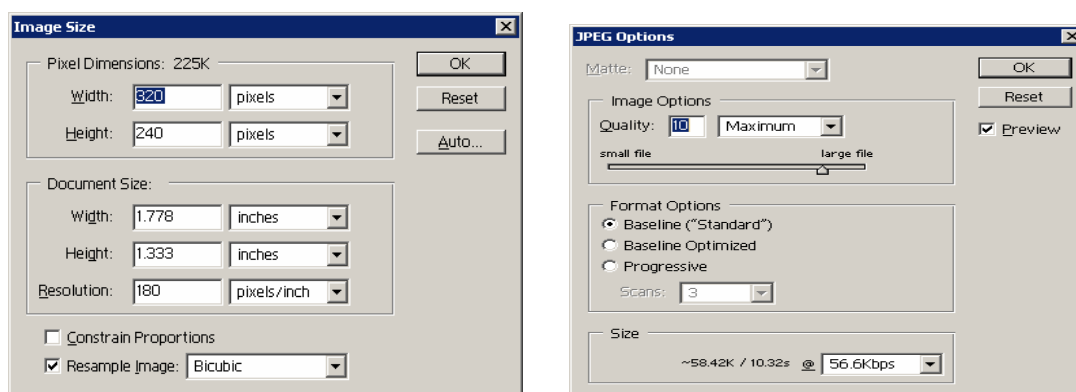 Image Size
Pixel Dimensions: 225K
OK
Width: 320 pixels
Reset
Height: 240 pixels
Auto...
Document Size:
Width: 1.778 inches
Height: 1.333 inches
Resolution: 180 pixels/inch
Constrain Proportions
Resample Image: Bicubic
JPEG Options
Matte: None
OK
Image Options
Reset
Quality: 10 Maximum
Preview
small file large file
Format Options
Baseline ("Standard")
Baseline Optimized
Progressive
Scans: 3
Size
~58.42K / 10.32s @ 56.6Kbps